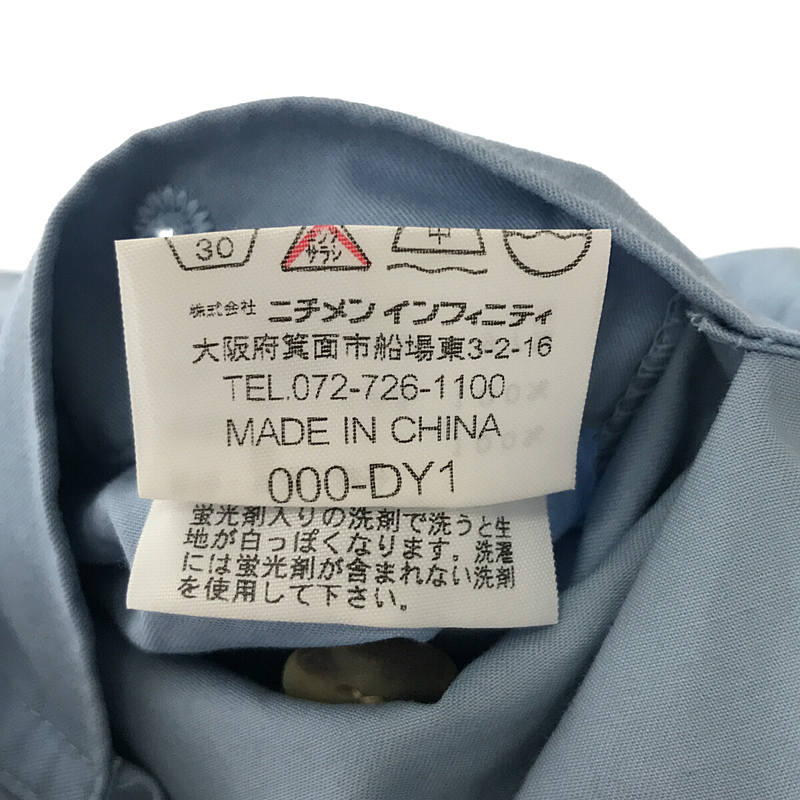 30
エンソ
サラシ
中
株式会社 ニチメン インフィニティ
大阪府箕面市船場東3-2-16
TEL.072-726-1100
MADE IN CHINA
000-DY1
蛍光剤入りの洗剤で洗うと生
地が白っぽくなります。洗濯
には蛍光剤が含まれない洗剤
を使用して下さい。